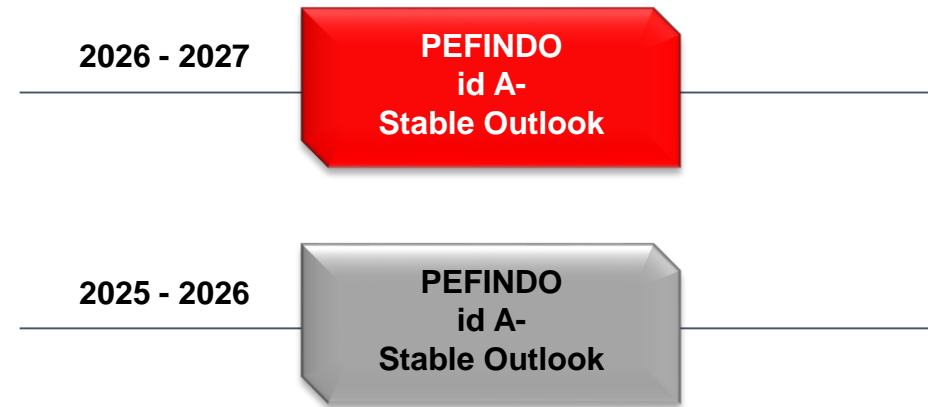 2026 - 2027
PEFINDO
id A-
Stable Outlook
2025 - 2026
PEFINDO
id A-
Stable Outlook